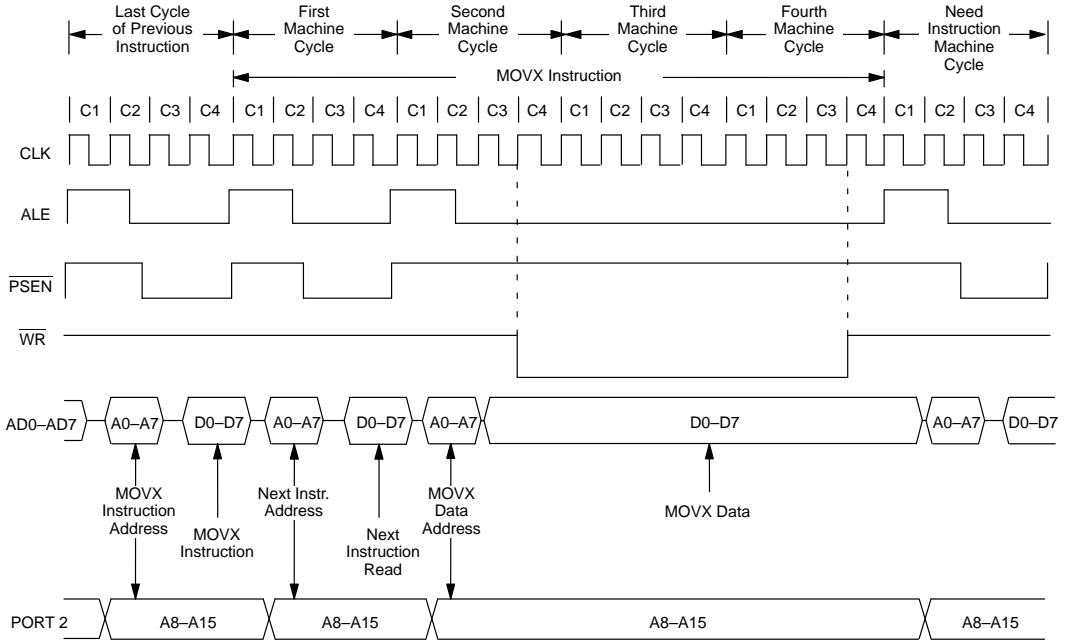 Last Cycle
of Previous
Instruction
First
Machine
Cycle
Second
Machine
Cycle
Third
Machine
Cycle
Fourth
Machine
Cycle
Need
Instruction
Machine
Cycle
MOVX Instruction
C1 C2 C3 C4 C1 C2 C3 C4 C1 C2 C3 C4 C1 C2 C3 C4 C1 C2 C3 C4 C1 C2 C3 C4
CLK
ALE
PSEN
WR
AD0–AD7 A0–A7 D0–D7 A0–A7 D0–D7 A0–A7 D0–D7 A0–A7 D0–D7
MOVX
Instruction
Address
MOVX
Instruction
Next Instr.
Address
Next
Instruction
Read
MOVX
Data
Address
MOVX Data
PORT 2 A8–A15 A8–A15 A8–A15 A8–A15